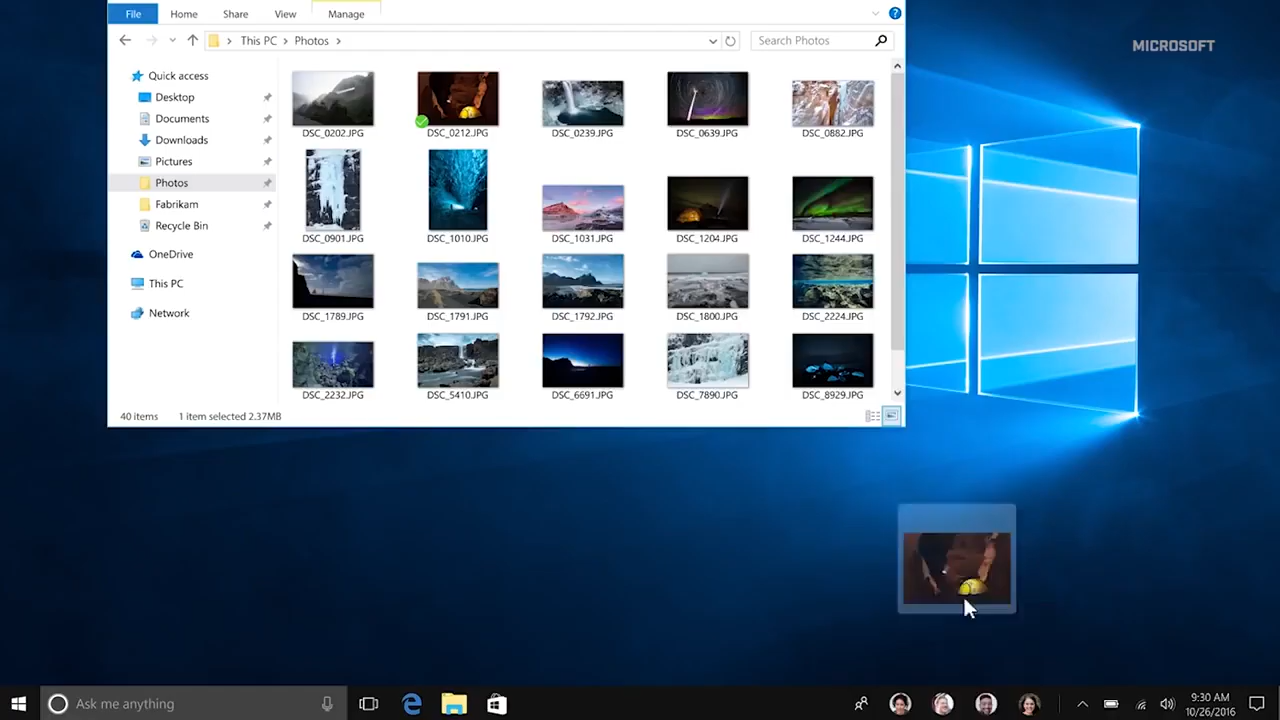 File Home Share View Manage
This PC Photos
Search Photos
MICROSOFT
Quick access
Desktop
Documents
Downloads
Pictures
Photos
Fabrikam
Recycle Bin
OneDrive
This PC
Network
DSC_0202.JPG DSC_0212.JPG DSC_0239.JPG DSC_0639.JPG DSC_0882.JPG
DSC_0901.JPG DSC_1010.JPG DSC_1031.JPG DSC_1204.JPG DSC_1244.JPG
DSC_1789.JPG DSC_1791.JPG DSC_1792.JPG DSC_1800.JPG DSC_2224.JPG
DSC_2232.JPG DSC_5410.JPG DSC_6691.JPG DSC_7890.JPG DSC_8929.JPG
40 items 1 item selected 2.37MB
Ask me anything
9:30 AM
10/26/2016